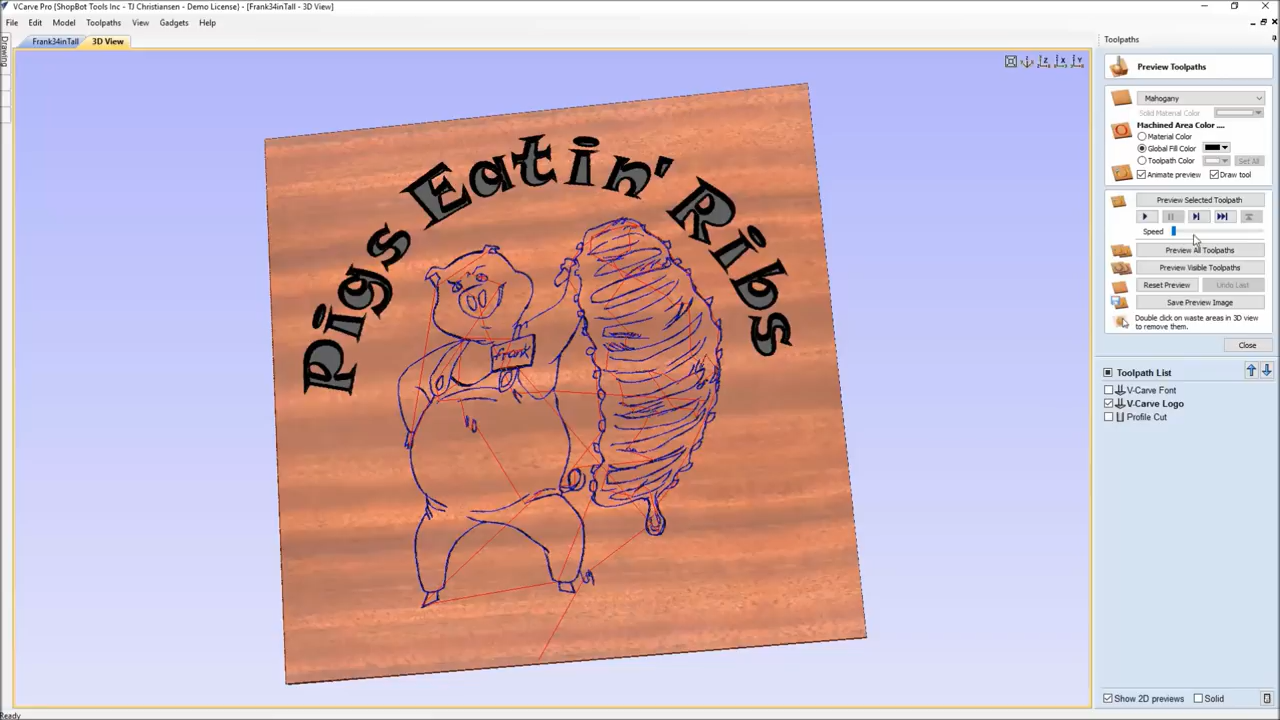 VCarve Pro {ShopBot Tools Inc - TJ Christiansen - Demo License} - [Frank34inTall - 3D View]
File Edit Model Toolpaths View Gadgets Help
Drawing
Frank34inTall 3D View
Z X Y
Pigs Eatin' Ribs
Frank
Toolpaths
Preview Toolpaths
Mahogany
Solid Material Color
Machined Area Color ....
Material Color
Global Fill Color
Toolpath Color Set All
Animate preview Draw tool
Preview Selected Toolpath
Speed
Preview All Toolpaths
Preview Visible Toolpaths
Reset Preview Undo Last
Save Preview Image
Double click on waste areas in 3D view
to remove them.
Close
Toolpath List
V-Carve Font
V-Carve Logo
Profile Cut
Show 2D previews Solid
Ready